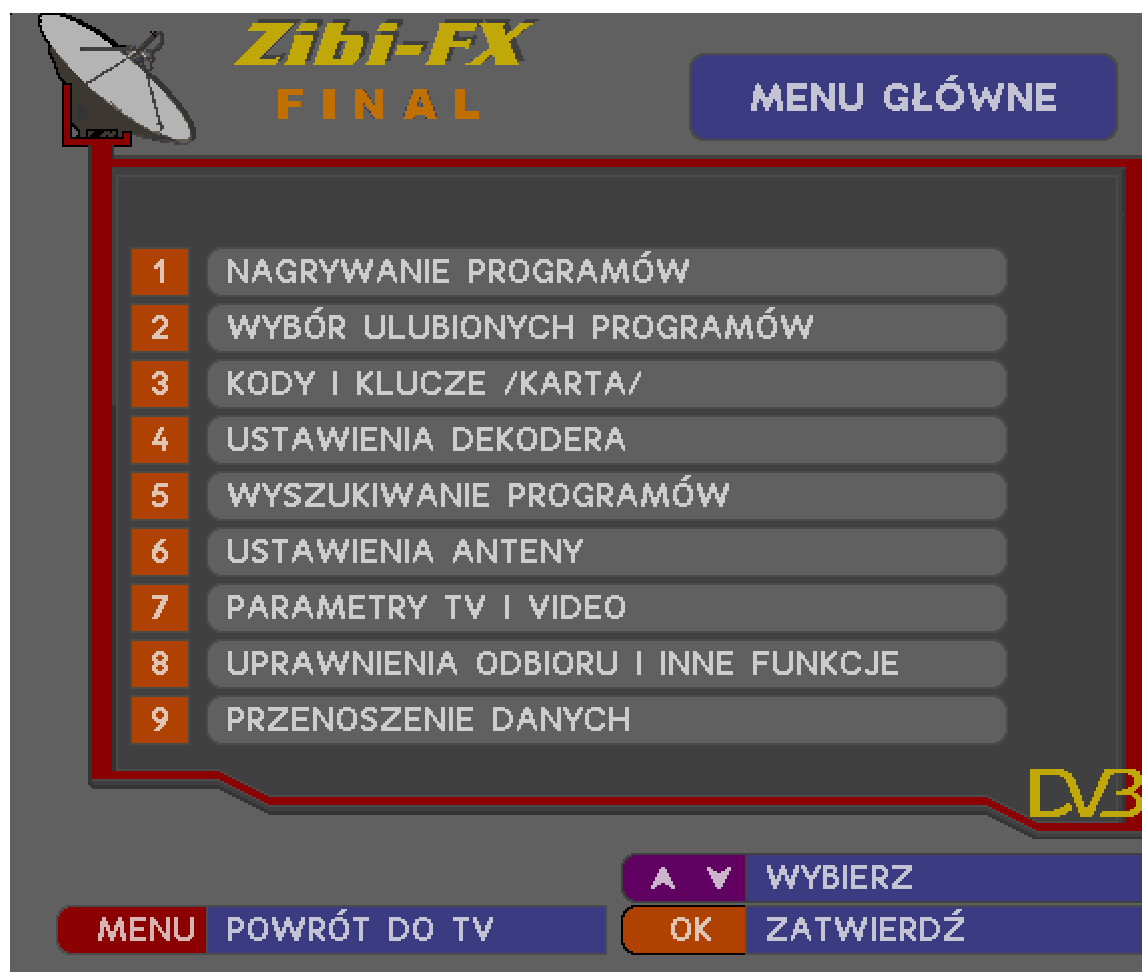 Zibi-FX
FINAL
MENU GŁÓWNE
1 NAGRYWANIE PROGRAMÓW
2 WYBÓR ULUBIONYCH PROGRAMÓW
3 KODY I KLUCZE /KARTA/
4 USTAWIENIA DEKODERA
5 WYSZUKIWANIE PROGRAMÓW
6 USTAWIENIA ANTENY
7 PARAMETRY TV I VIDEO
8 UPRAWNIENIA ODBIORU I INNE FUNKCJE
9 PRZENOSZENIE DANYCH
DVB
WYBIERZ
MENU POWRÓT DO TV
OK ZATWIERDŹ